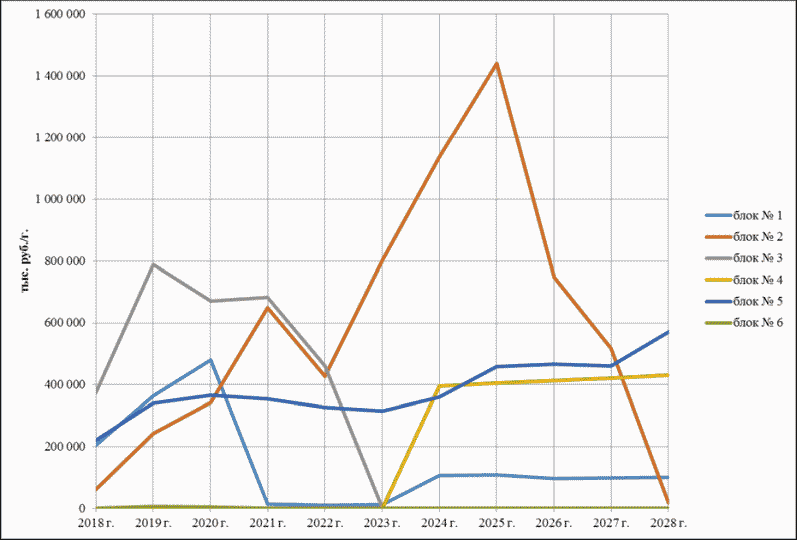 1 600 000
1 400 000
1 200 000
1 000 000
800 000
600 000
400 000
200 000
0
тыс. руб./г.
2018 г. 2019 г. 2020 г. 2021 г. 2022 г. 2023 г. 2024 г. 2025 г. 2026 г. 2027 г. 2028 г.
блок № 1
блок № 2
блок № 3
блок № 4
блок № 5
блок № 6